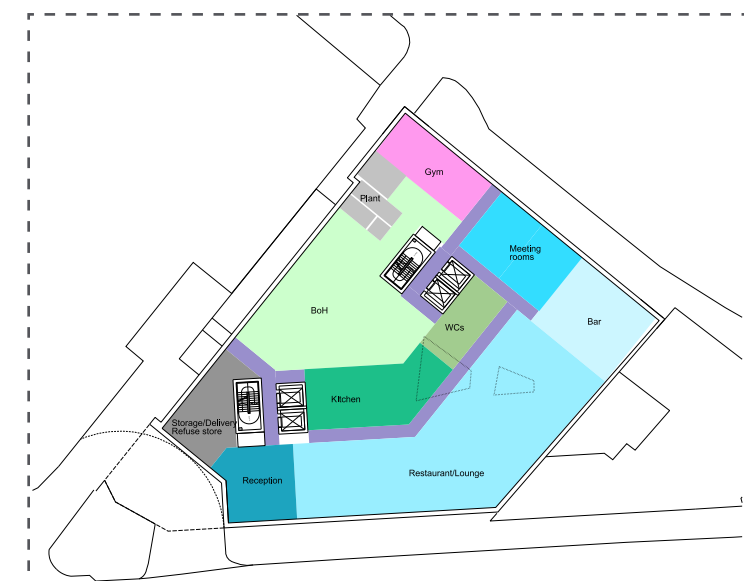 Gym
Plant
Meeting
rooms
BoH
Bar
WCs
Kitchen
Storage/Delivery
Refuse store
Restaurant/Lounge
Reception